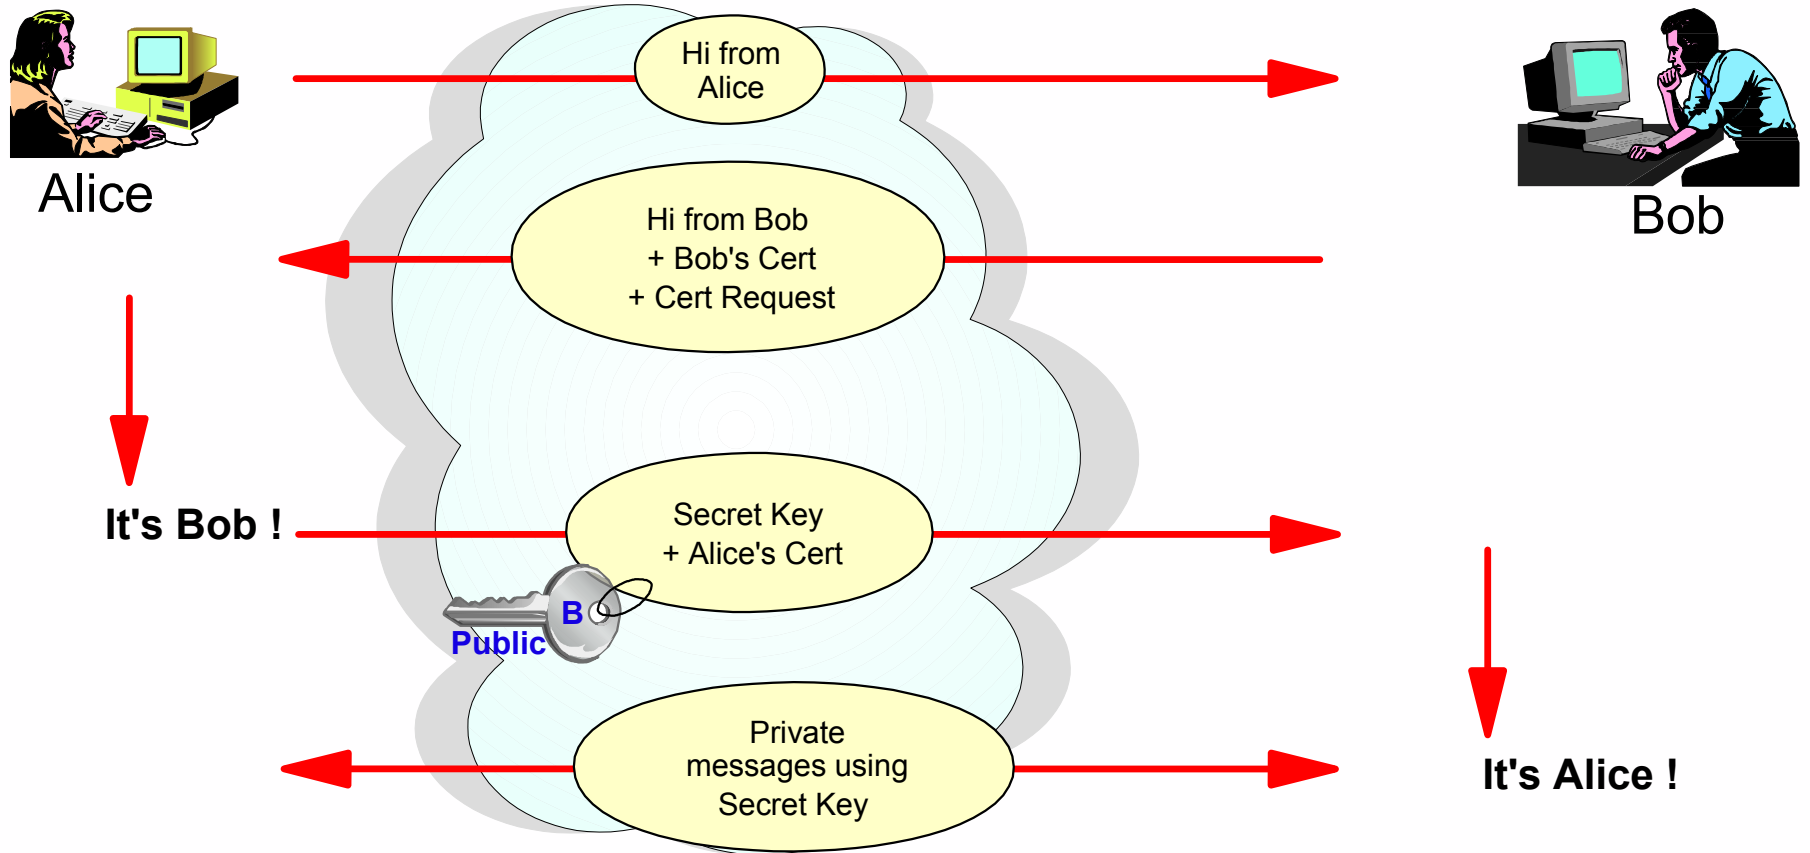 Hi from
Alice
Alice
Bob
Hi from Bob
+ Bob's Cert
+ Cert Request
It's Bob !
Secret Key
+ Alice's Cert
B
Public
Private
messages using
Secret Key
It's Alice !